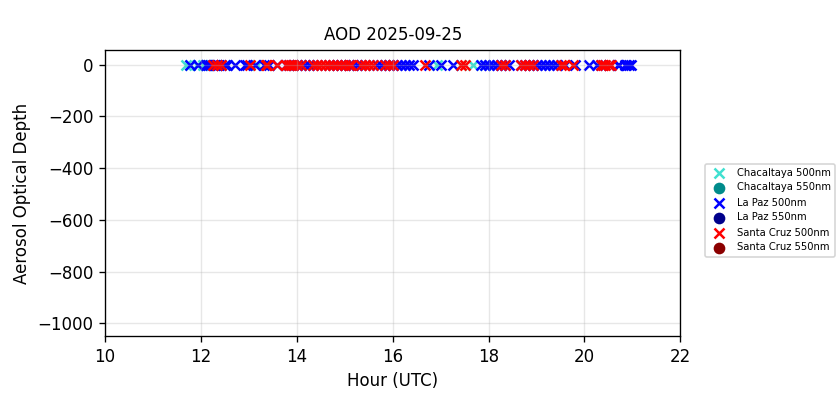 AOD 2025-09-25
Aerosol Optical Depth
0
−200
−400
−600
−800
−1000
10 12 14 16 18 20 22
Hour (UTC)
Chacaltaya 500nm
Chacaltaya 550nm
La Paz 500nm
La Paz 550nm
Santa Cruz 500nm
Santa Cruz 550nm